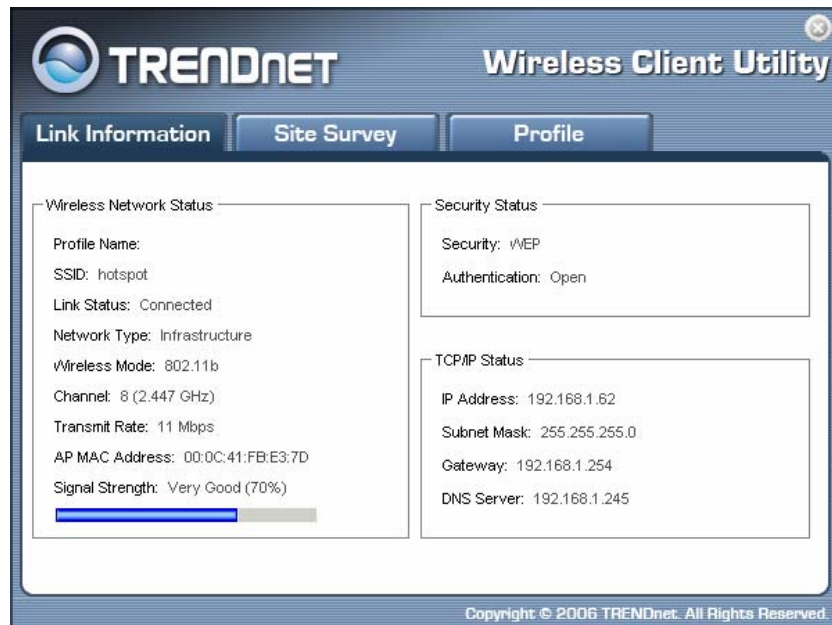 TRENDNET
Wireless Client Utility
Link Information
Site Survey
Profile
Wireless Network Status
Profile Name:
SSID: hotspot
Link Status: Connected
Network Type: Infrastructure
Wireless Mode: 802.11b
Channel: 8 (2.447 GHz)
Transmit Rate: 11 Mbps
AP MAC Address: 00:0C:41:FB:E3:7D
Signal Strength: Very Good (70%)
Security Status
Security: WEP
Authentication: Open
TCP/IP Status
IP Address: 192.168.1.62
Subnet Mask: 255.255.255.0
Gateway: 192.168.1.254
DNS Server: 192.168.1.245
Copyright © 2006 TRENDnet. All Rights Reserved.